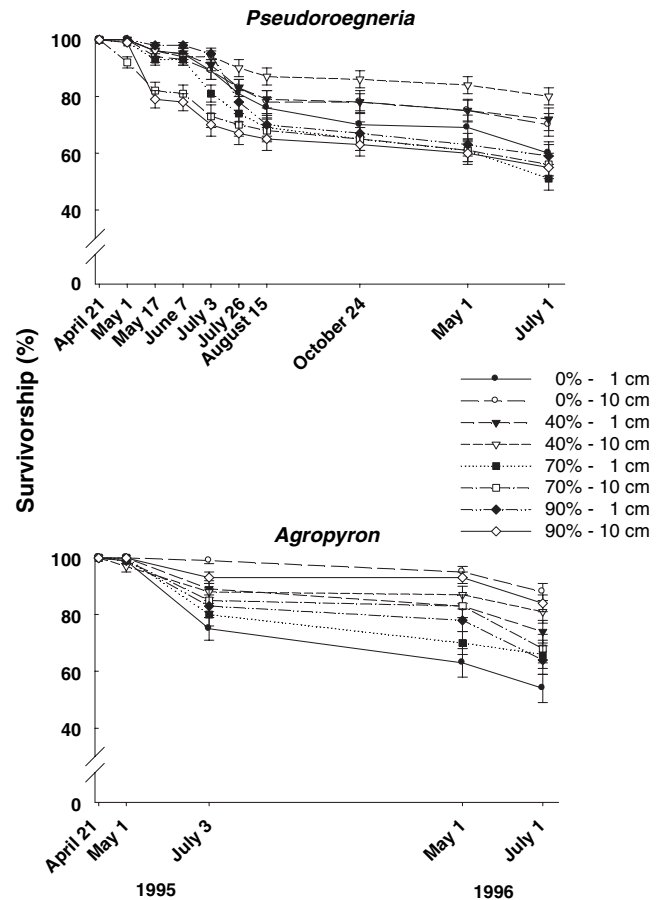 Pseudoroegneria
100
80
60
40
0
April 21
May 1
May 17
June 7
July 3
July 26
August 15
October 24
May 1
July 1
Survivorship (%)
0% - 1 cm
0% - 10 cm
40% - 1 cm
40% - 10 cm
70% - 1 cm
70% - 10 cm
90% - 1 cm
90% - 10 cm
Agropyron
100
80
60
40
0
April 21
May 1
July 3
May 1
July 1
1995
1996